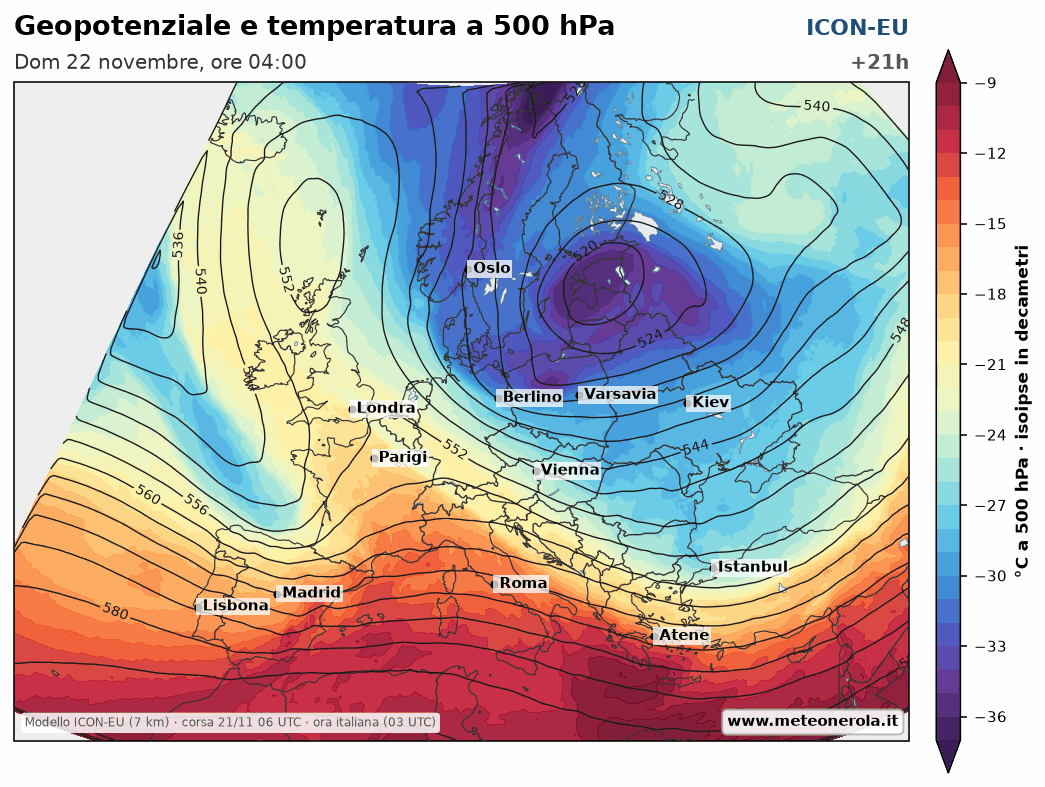 Geopotenziale e temperatura a 500 hPa
ICON-EU
Dom 22 novembre, ore 04:00
+21h
540
528
536
520
540
552
548
524
Oslo
Berlino
Varsavia
Kiev
Londra
544
552
Parigi
Vienna
560
556
Istanbul
Roma
Madrid
580
Lisbona
Atene
Modello ICON-EU (7 km) · corsa 21/11 06 UTC · ora italiana (03 UTC)
www.meteonerola.it
−9
−12
−15
−18
−21
−24
−27
−30
−33
−36
°C a 500 hPa · isoipse in decametri